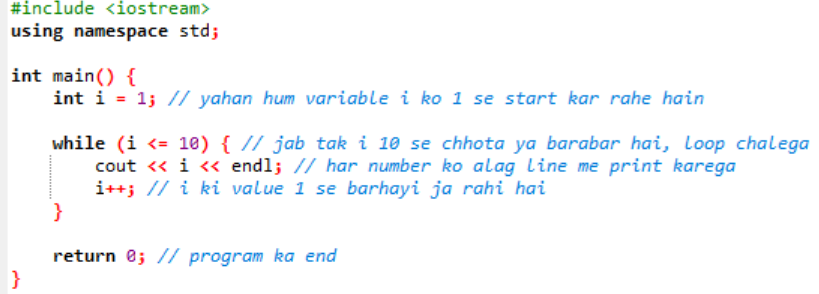 #include <iostream>
using namespace std;
int main() {
int i = 1; // yahan hum variable i ko 1 se start kar rahe hain
while (i <= 10) { // jab tak i 10 se chhota ya barabar hai, loop chalega
cout << i << endl; // har number ko alag line me print karega
i++; // i ki value 1 se barhayi ja rahi hai
}
return 0; // program ka end
}